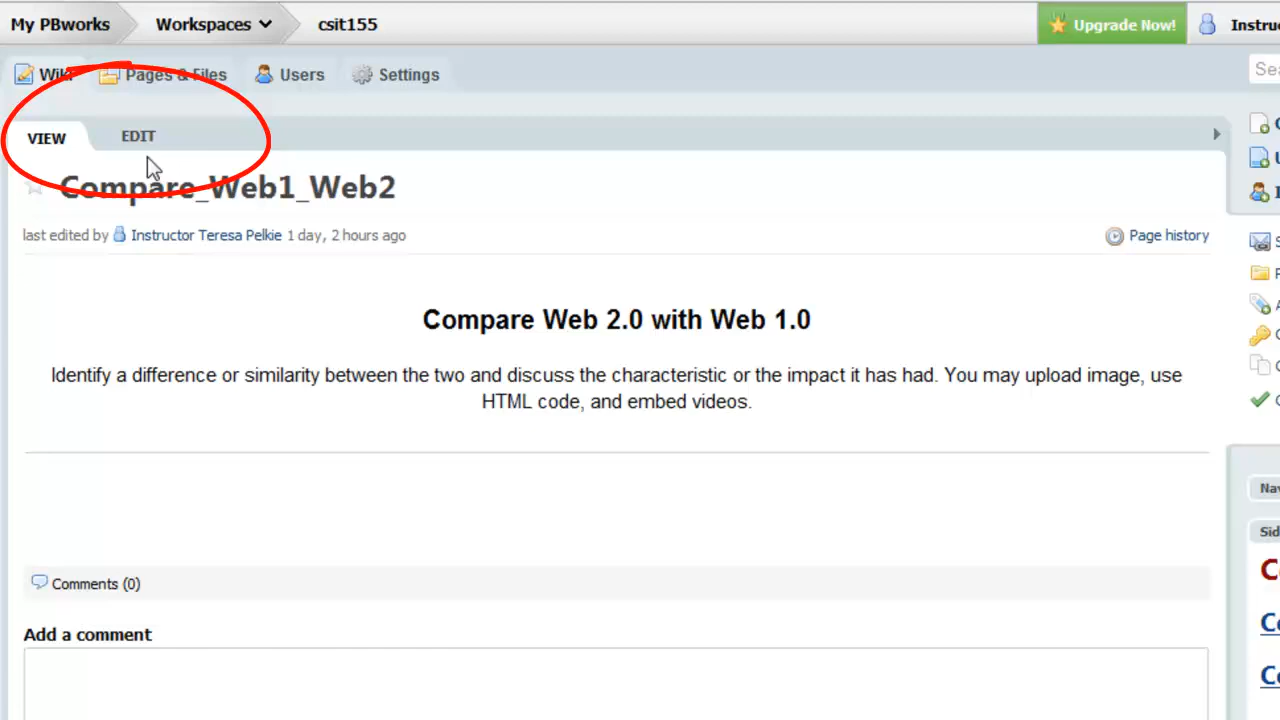 My PBworks Workspaces csit155 Upgrade Now!
Wiki Pages & Files Users Settings
VIEW EDIT
Compare_Web1_Web2
last edited by Instructor Teresa Pelkie 1 day, 2 hours ago Page history
Compare Web 2.0 with Web 1.0
Identify a difference or similarity between the two and discuss the characteristic or the impact it has had. You may upload image, use
HTML code, and embed videos.
Comments (0)
Add a comment